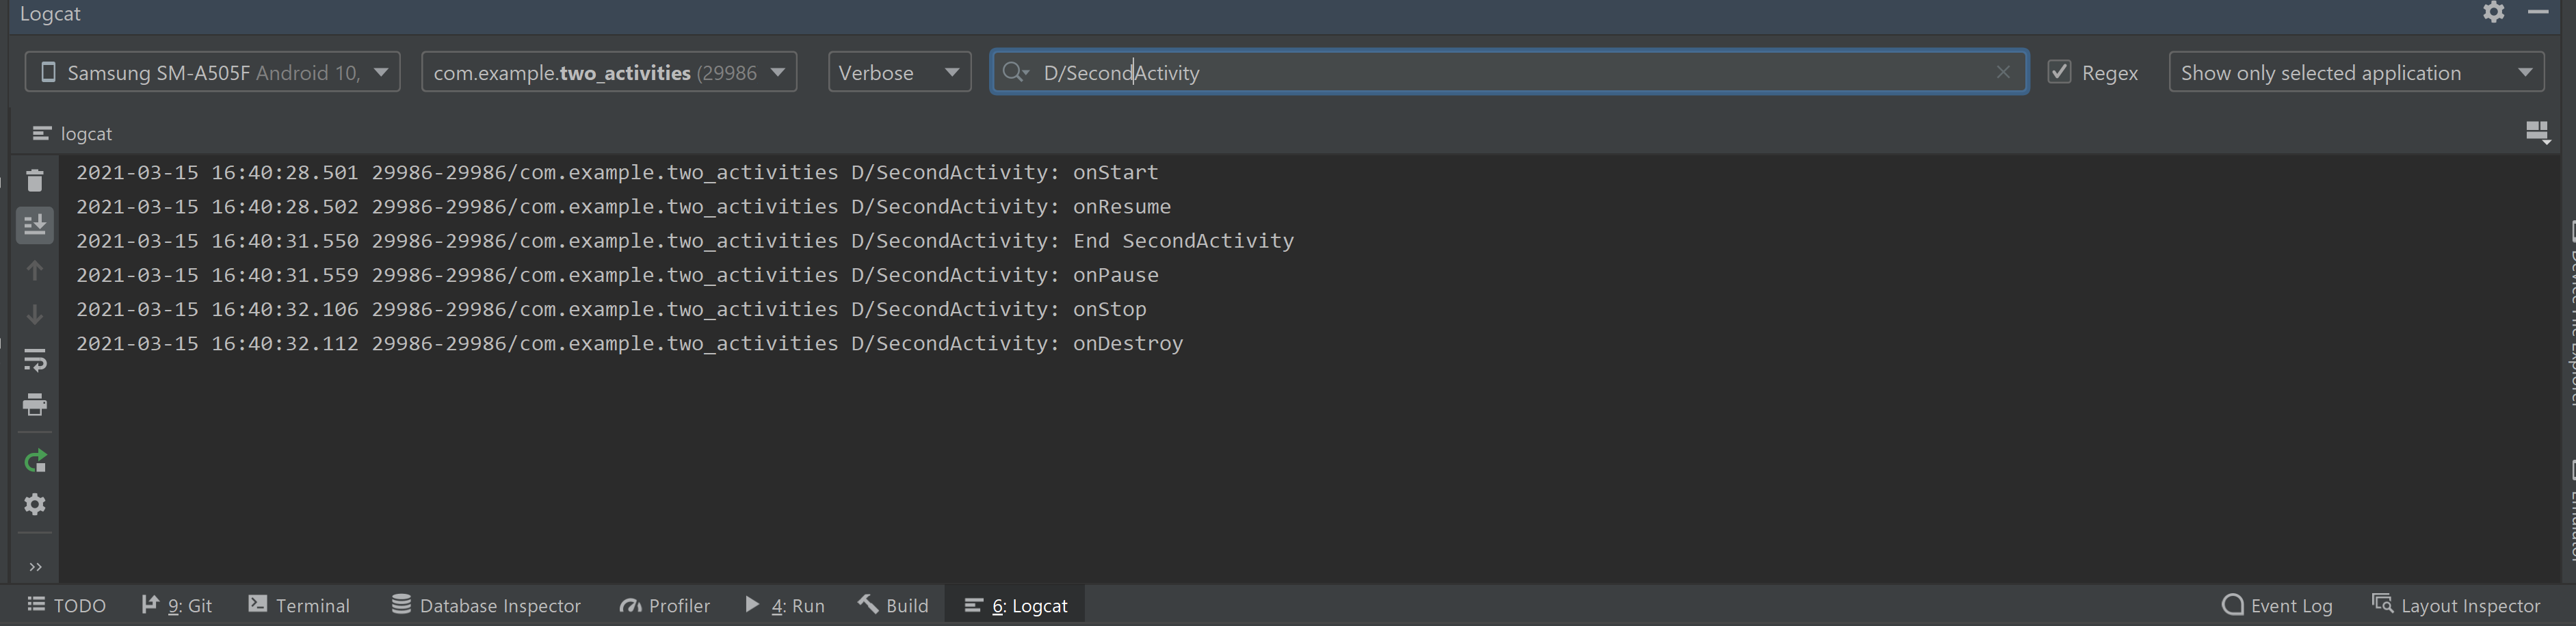 Logcat
Samsung SM-A505F Android 10, com.example.two_activities (29986 Verbose D/SecondActivity Regex Show only selected application
logcat
2021-03-15 16:40:28.501 29986-29986/com.example.two_activities D/SecondActivity: onStart
2021-03-15 16:40:28.502 29986-29986/com.example.two_activities D/SecondActivity: onResume
2021-03-15 16:40:31.550 29986-29986/com.example.two_activities D/SecondActivity: End SecondActivity
2021-03-15 16:40:31.559 29986-29986/com.example.two_activities D/SecondActivity: onPause
2021-03-15 16:40:32.106 29986-29986/com.example.two_activities D/SecondActivity: onStop
2021-03-15 16:40:32.112 29986-29986/com.example.two_activities D/SecondActivity: onDestroy
TODO 9: Git Terminal Database Inspector Profiler 4: Run Build 6: Logcat Event Log Layout Inspector